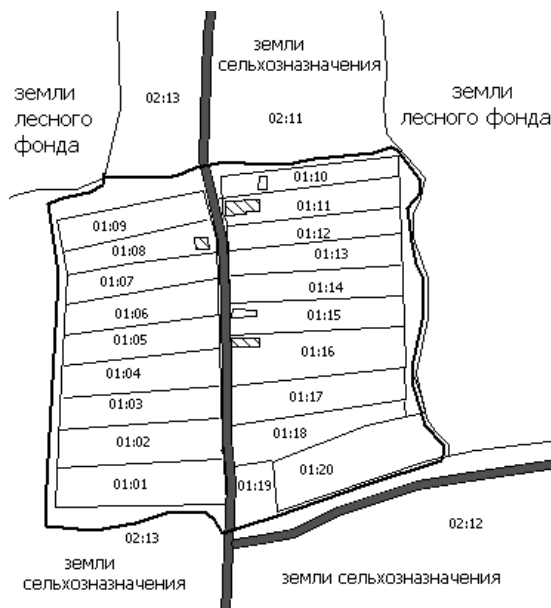 земли
сельхозназначения
земли
лесного
фонда
02:13
02:11
земли
лесного фонда
01:10
01:11
01:12
01:13
01:14
01:15
01:16
01:17
01:18
01:19
01:20
01:09
01:08
01:07
01:06
01:05
01:04
01:03
01:02
01:01
02:13
02:12
земли
сельхозназначения
земли сельхозназначения